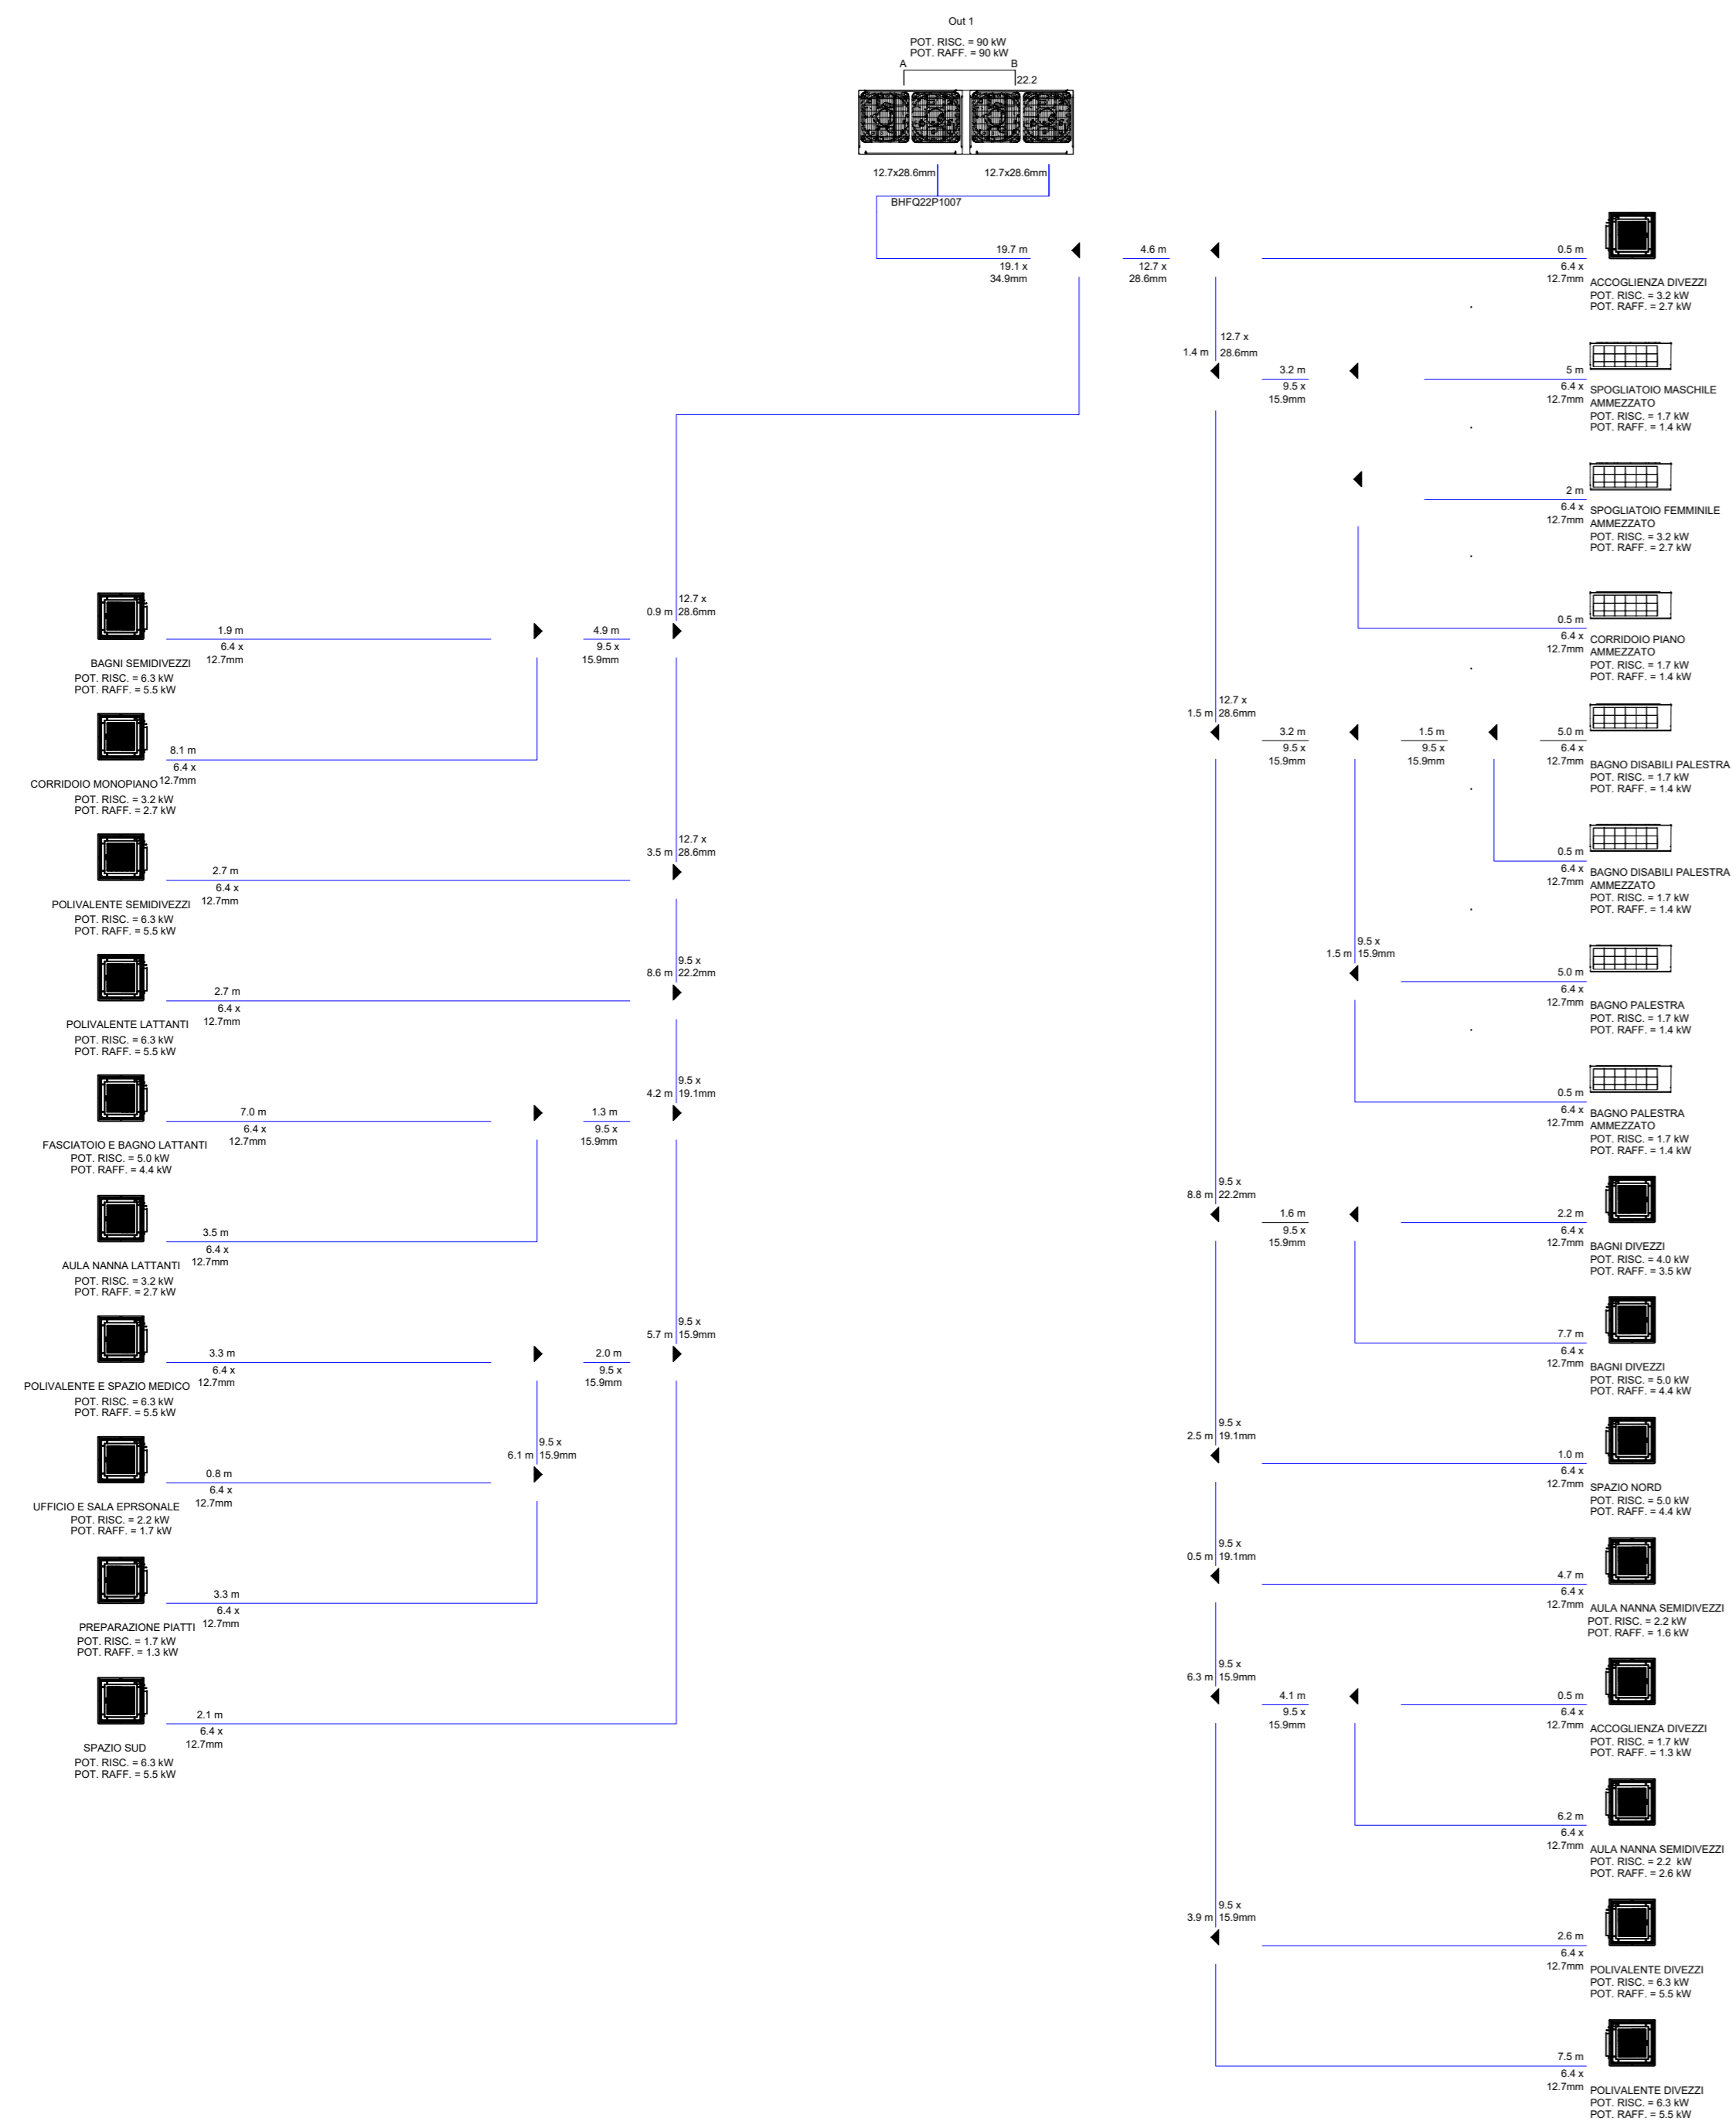 Out 1
POT. RISC. = 90 kW
POT. RAFF. = 90 kW
A
B
22.2
12.7x28.6mm
12.7x28.6mm
BHFQ22P1007
19.7 m
19.1 x
34.9mm
4.6 m
12.7 x
28.6mm
0.5 m
6.4 x
12.7mm
ACCOGLIENZA DIVEZZI
POT. RISC. = 3.2 kW
POT. RAFF. = 2.7 kW
12.7 x
1.4 m 28.6mm
3.2 m
9.5 x
15.9mm
5 m
6.4 x
12.7mm
SPOGLIATOIO MASCHILE
AMMEZZATO
POT. RISC. = 1.7 kW
POT. RAFF. = 1.4 kW
2 m
6.4 x
12.7mm
SPOGLIATOIO FEMMINILE
AMMEZZATO
POT. RISC. = 3.2 kW
POT. RAFF. = 2.7 kW
0.5 m
6.4 x
12.7mm
CORRIDOIO PIANO
AMMEZZATO
POT. RISC. = 1.7 kW
POT. RAFF. = 1.4 kW
12.7 x
1.5 m 28.6mm
3.2 m
9.5 x
15.9mm
1.5 m
9.5 x
15.9mm
5.0 m
6.4 x
12.7mm
BAGNO DISABILI PALESTRA
POT. RISC. = 1.7 kW
POT. RAFF. = 1.4 kW
0.5 m
6.4 x
12.7mm
BAGNO DISABILI PALESTRA
AMMEZZATO
POT. RISC. = 1.7 kW
POT. RAFF. = 1.4 kW
9.5 x
1.5 m 15.9mm
5.0 m
6.4 x
12.7mm
BAGNO PALESTRA
POT. RISC. = 1.7 kW
POT. RAFF. = 1.4 kW
0.5 m
6.4 x
12.7mm
BAGNO PALESTRA
AMMEZZATO
POT. RISC. = 1.7 kW
POT. RAFF. = 1.4 kW
9.5 x
8.8 m 22.2mm
1.6 m
9.5 x
15.9mm
2.2 m
6.4 x
12.7mm
BAGNI DIVEZZI
POT. RISC. = 4.0 kW
POT. RAFF. = 3.5 kW
7.7 m
6.4 x
12.7mm
BAGNI DIVEZZI
POT. RISC. = 5.0 kW
POT. RAFF. = 4.4 kW
9.5 x
2.5 m 19.1mm
1.0 m
6.4 x
12.7mm
SPAZIO NORD
POT. RISC. = 5.0 kW
POT. RAFF. = 4.4 kW
9.5 x
0.5 m 19.1mm
4.7 m
6.4 x
12.7mm
AULA NANNA SEMIDIVEZZI
POT. RISC. = 2.2 kW
POT. RAFF. = 1.6 kW
9.5 x
6.3 m 15.9mm
4.1 m
9.5 x
15.9mm
0.5 m
6.4 x
12.7mm
ACCOGLIENZA DIVEZZI
POT. RISC. = 1.7 kW
POT. RAFF. = 1.3 kW
6.2 m
6.4 x
12.7mm
AULA NANNA SEMIDIVEZZI
POT. RISC. = 2.2 kW
POT. RAFF. = 2.6 kW
9.5 x
3.9 m 15.9mm
2.6 m
6.4 x
12.7mm
POLIVALENTE DIVEZZI
POT. RISC. = 6.3 kW
POT. RAFF. = 5.5 kW
7.5 m
6.4 x
12.7mm
POLIVALENTE DIVEZZI
POT. RISC. = 6.3 kW
POT. RAFF. = 5.5 kW
12.7 x
0.9 m 28.6mm
1.9 m
6.4 x
12.7mm
4.9 m
9.5 x
15.9mm
BAGNI SEMIDIVEZZI
POT. RISC. = 6.3 kW
POT. RAFF. = 5.5 kW
8.1 m
6.4 x
12.7mm
CORRIDOIO MONOPIANO
POT. RISC. = 3.2 kW
POT. RAFF. = 2.7 kW
12.7 x
3.5 m 28.6mm
2.7 m
6.4 x
12.7mm
POLIVALENTE SEMIDIVEZZI
POT. RISC. = 6.3 kW
POT. RAFF. = 5.5 kW
9.5 x
8.6 m 22.2mm
2.7 m
6.4 x
12.7mm
POLIVALENTE LATTANTI
POT. RISC. = 6.3 kW
POT. RAFF. = 5.5 kW
9.5 x
4.2 m 19.1mm
7.0 m
6.4 x
12.7mm
1.3 m
9.5 x
15.9mm
FASCIATOIO E BAGNO LATTANTI
POT. RISC. = 5.0 kW
POT. RAFF. = 4.4 kW
3.5 m
6.4 x
12.7mm
AULA NANNA LATTANTI
POT. RISC. = 3.2 kW
POT. RAFF. = 2.7 kW
9.5 x
5.7 m 15.9mm
3.3 m
6.4 x
12.7mm
2.0 m
9.5 x
15.9mm
POLIVALENTE E SPAZIO MEDICO
POT. RISC. = 6.3 kW
POT. RAFF. = 5.5 kW
9.5 x
6.1 m 15.9mm
0.8 m
6.4 x
12.7mm
UFFICIO E SALA EPRSONALE
POT. RISC. = 2.2 kW
POT. RAFF. = 1.7 kW
3.3 m
6.4 x
12.7mm
PREPARAZIONE PIATTI
POT. RISC. = 1.7 kW
POT. RAFF. = 1.3 kW
2.1 m
6.4 x
12.7mm
SPAZIO SUD
POT. RISC. = 6.3 kW
POT. RAFF. = 5.5 kW